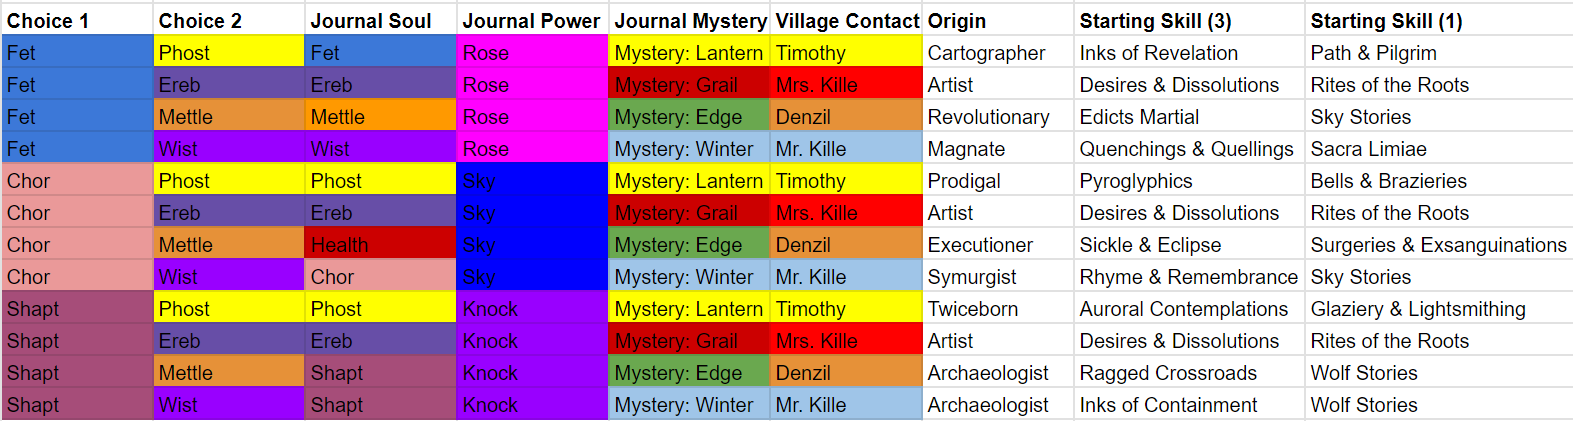 Choice 1 Choice 2 Journal Soul Journal Power Journal Mystery Village Contact Origin Starting Skill (3) Starting Skill (1)
Fet Phost Fet Rose Mystery: Lantern Timothy Cartographer Inks of Revelation Path & Pilgrim
Fet Ereb Ereb Rose Mystery: Grail Mrs. Kille Artist Desires & Dissolutions Rites of the Roots
Fet Mettle Mettle Rose Mystery: Edge Denzil Revolutionary Edicts Martial Sky Stories
Fet Wist Wist Rose Mystery: Winter Mr. Kille Magnate Quenchings & Quellings Sacra Limiae
Chor Phost Phost Sky Mystery: Lantern Timothy Prodigal Pyroglyphics Bells & Brazieries
Chor Ereb Ereb Sky Mystery: Grail Mrs. Kille Artist Desires & Dissolutions Rites of the Roots
Chor Mettle Health Sky Mystery: Edge Denzil Executioner Sickle & Eclipse Surgeries & Exsanguinations
Chor Wist Chor Sky Mystery: Winter Mr. Kille Symurgist Rhyme & Remembrance Sky Stories
Shapt Phost Phost Knock Mystery: Lantern Timothy Twiceborn Auroral Contemplations Glaziery & Lightsmithing
Shapt Ereb Ereb Knock Mystery: Grail Mrs. Kille Artist Desires & Dissolutions Rites of the Roots
Shapt Mettle Shapt Knock Mystery: Edge Denzil Archaeologist Ragged Crossroads Wolf Stories
Shapt Wist Shapt Knock Mystery: Winter Mr. Kille Archaeologist Inks of Containment Wolf Stories